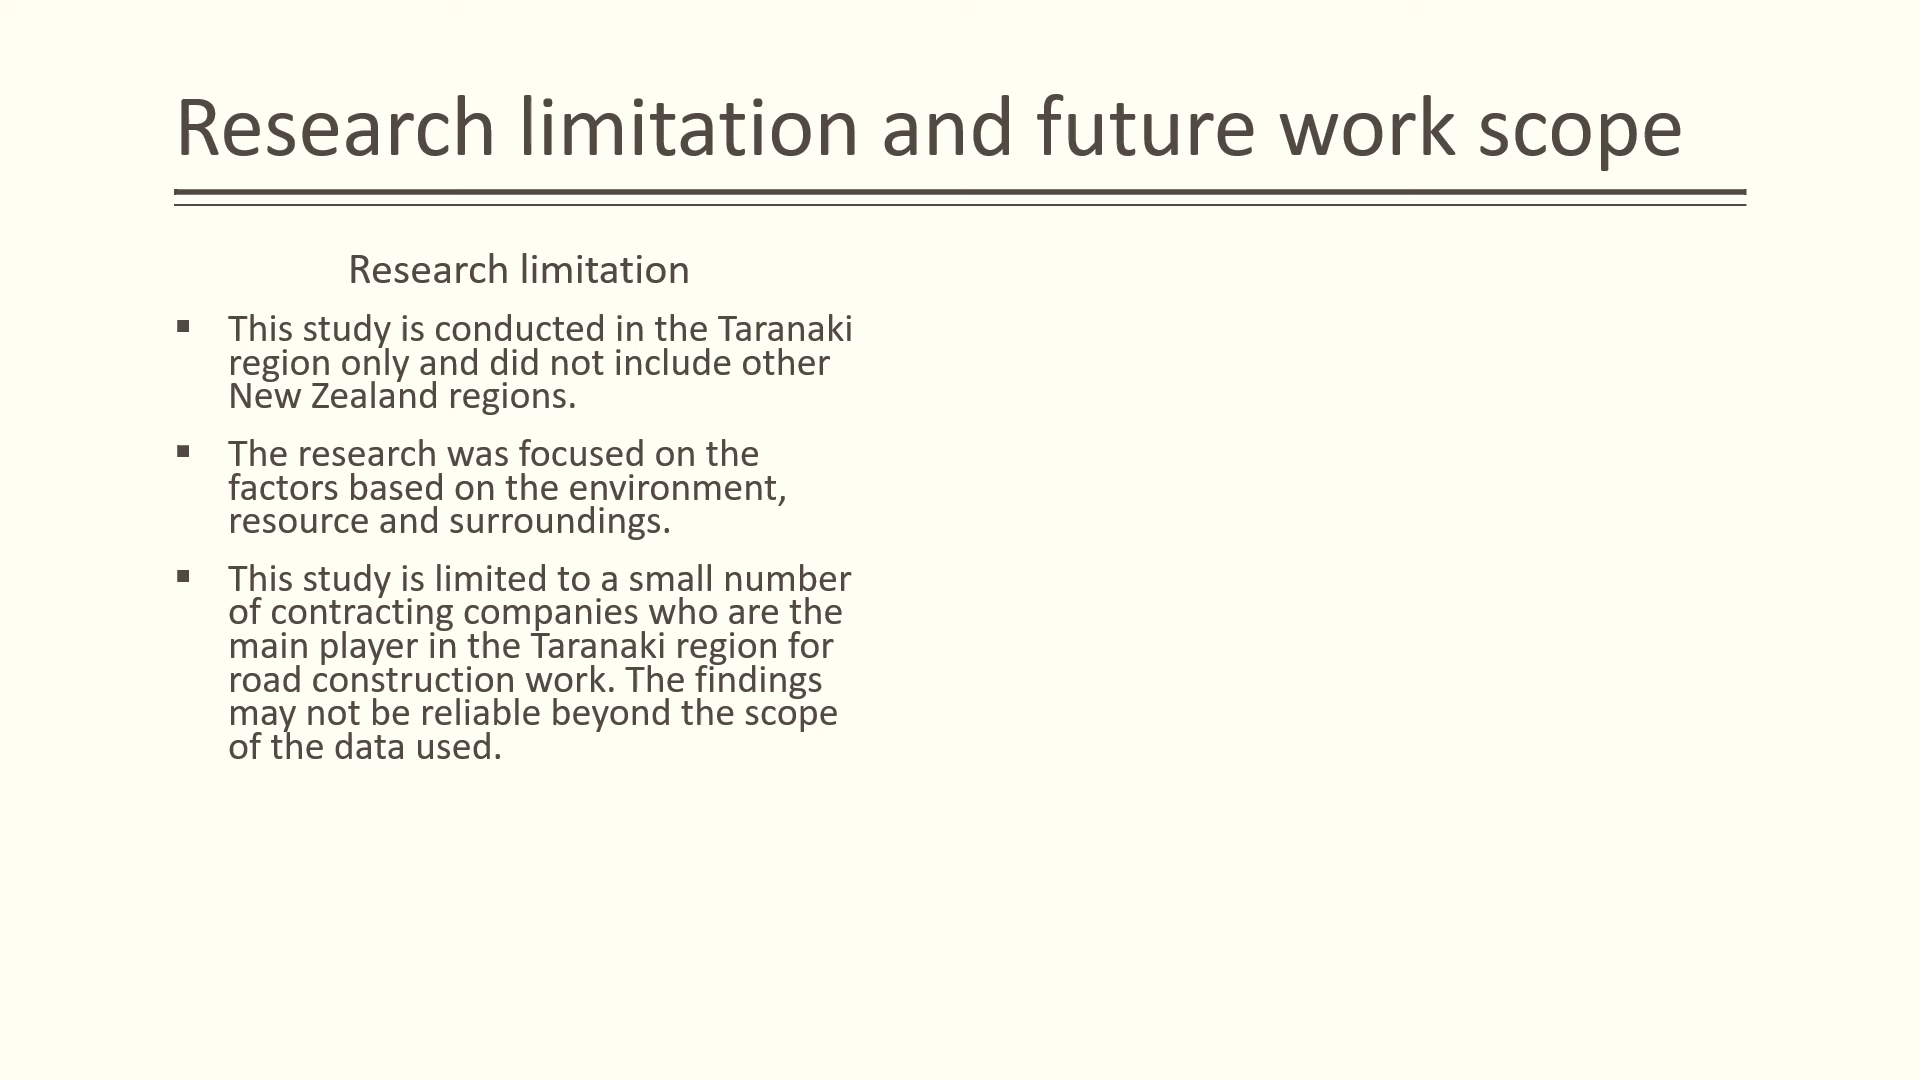 Research limitation and future work scope
Research limitation
▪ This study is conducted in the Taranaki
region only and did not include other
New Zealand regions.
▪ The research was focused on the
factors based on the environment,
resource and surroundings.
▪ This study is limited to a small number
of contracting companies who are the
main player in the Taranaki region for
road construction work. The findings
may not be reliable beyond the scope
of the data used.